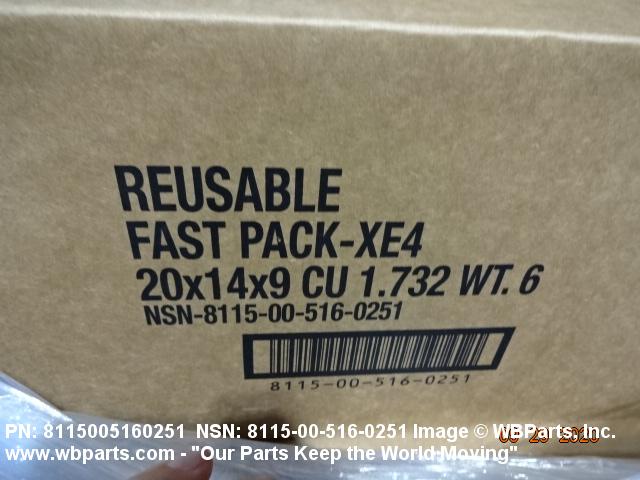 REUSABLE
FAST PACK-XE4
20x14x9 CU 1.732 WT. 6
NSN-8115-00-516-0251
8115-00-516-0251
PN: 8115005160251 NSN: 8115-00-516-0251 Image © WBParts, Inc.
www.wbparts.com - "Our Parts Keep the World Moving"